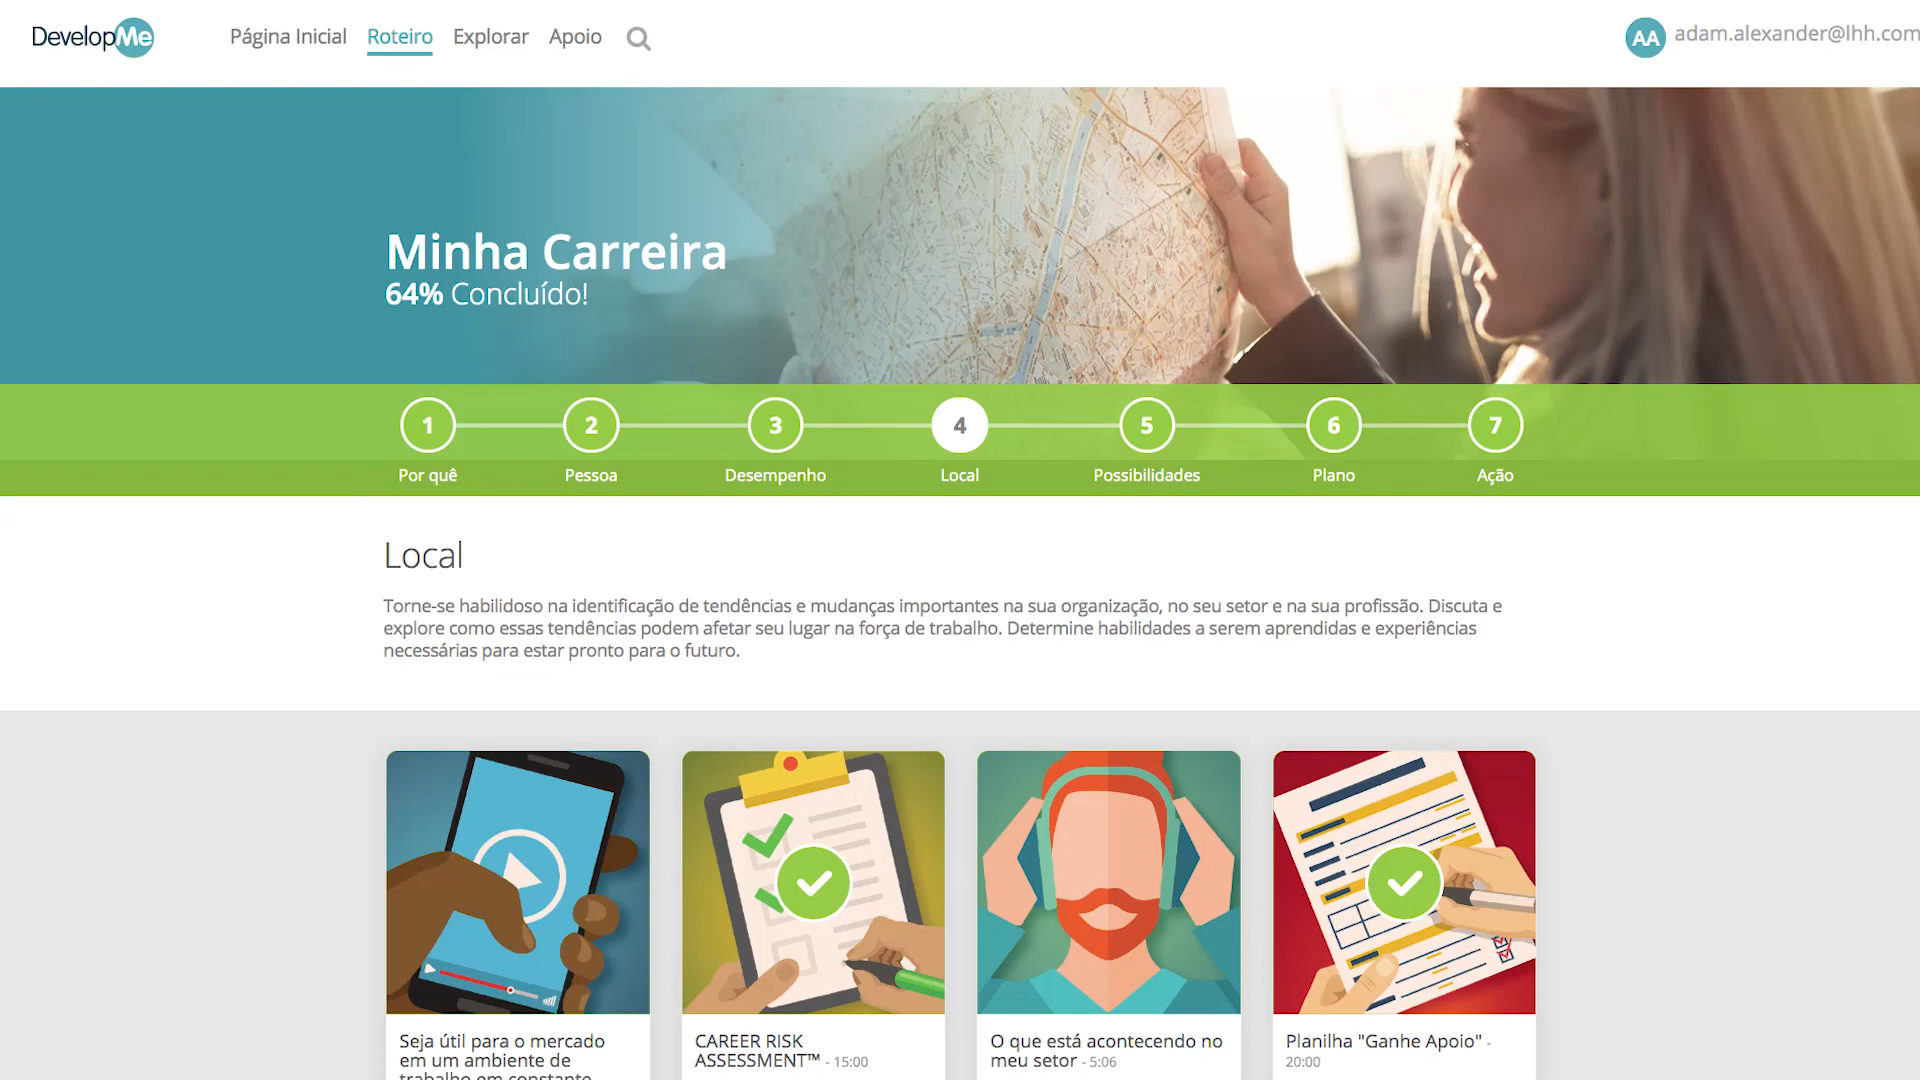 DevelopMe
Página Inicial
Roteiro
Explorar
Apoio
AA
adam.alexander@lhh.com
Minha Carreira
64% Concluído!
1
2
3
4
5
6
7
Por quê
Pessoa
Desempenho
Local
Possibilidades
Plano
Ação
Local
Torne-se habilidoso na identificação de tendências e mudanças importantes na sua organização, no seu setor e na sua profissão. Discuta e
explore como essas tendências podem afetar seu lugar na força de trabalho. Determine habilidades a serem aprendidas e experiências
necessárias para estar pronto para o futuro.
Seja útil para o mercado
em um ambiente de
trabalho em constante
CAREER RISK
ASSESSMENT™ - 15:00
O que está acontecendo no
meu setor - 5:06
Planilha "Ganhe Apoio" -
20:00